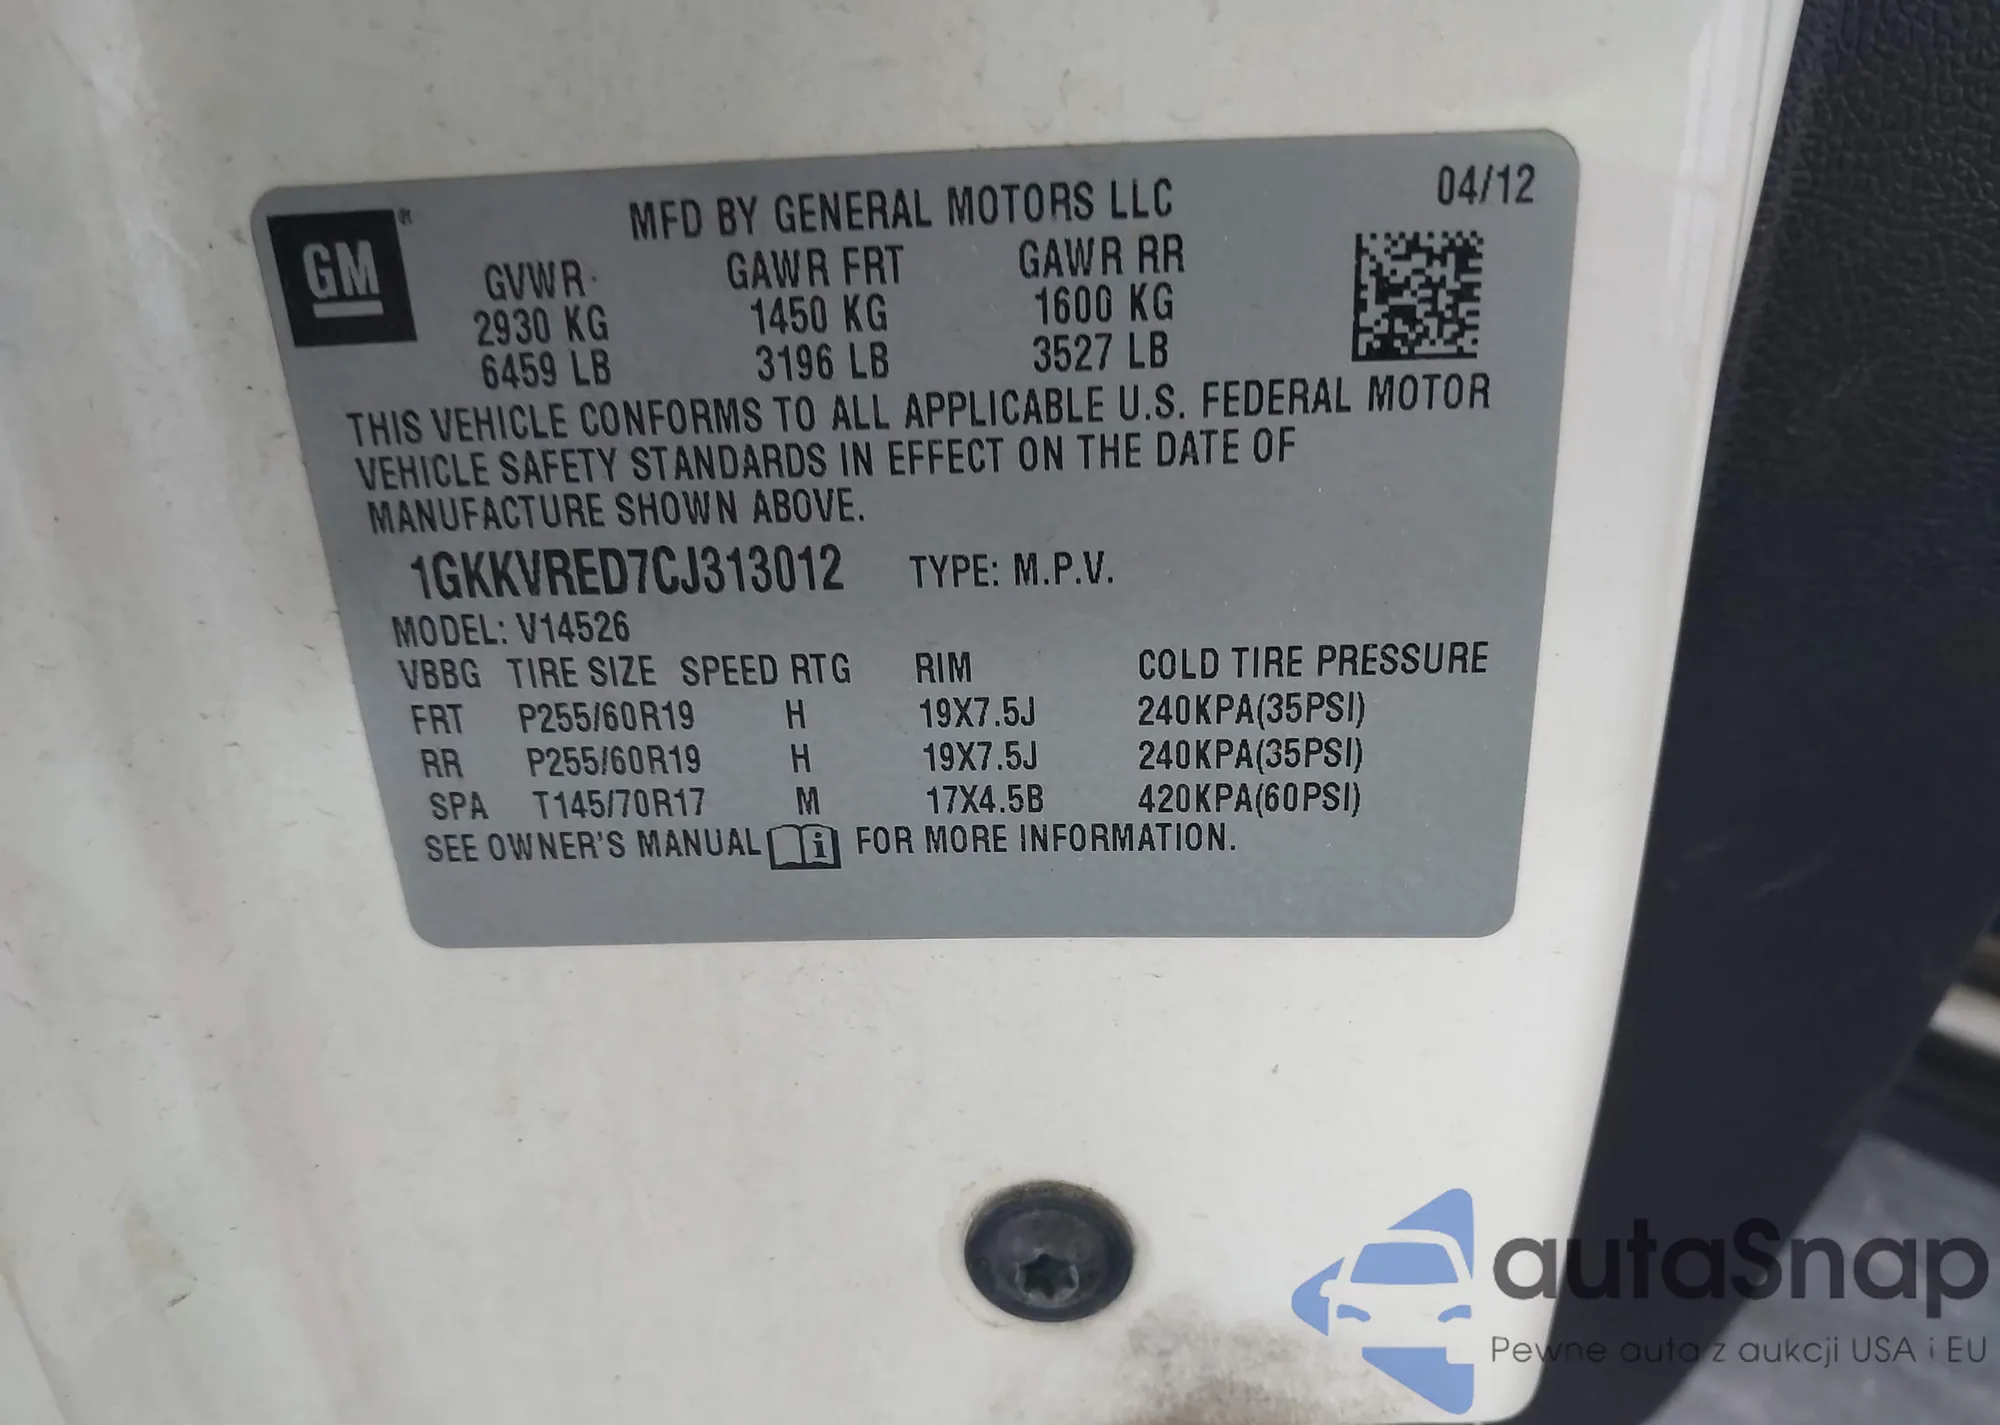 GM
MFD BY GENERAL MOTORS LLC 04/12
GVWR GAWR FRT GAWR RR
2930 KG 1450 KG 1600 KG
6459 LB 3196 LB 3527 LB
THIS VEHICLE CONFORMS TO ALL APPLICABLE U.S. FEDERAL MOTOR
VEHICLE SAFETY STANDARDS IN EFFECT ON THE DATE OF
MANUFACTURE SHOWN ABOVE.
1GKKVRED7CJ313012 TYPE: M.P.V.
MODEL: V14526
VBBG TIRE SIZE SPEED RTG RIM COLD TIRE PRESSURE
FRT P255/60R19 H 19X7.5J 240KPA(35PSI)
RR P255/60R19 H 19X7.5J 240KPA(35PSI)
SPA T145/70R17 M 17X4.5B 420KPA(60PSI)
SEE OWNER'S MANUAL i FOR MORE INFORMATION.
autaSnap
Pewne auta z aukcji USA i EU